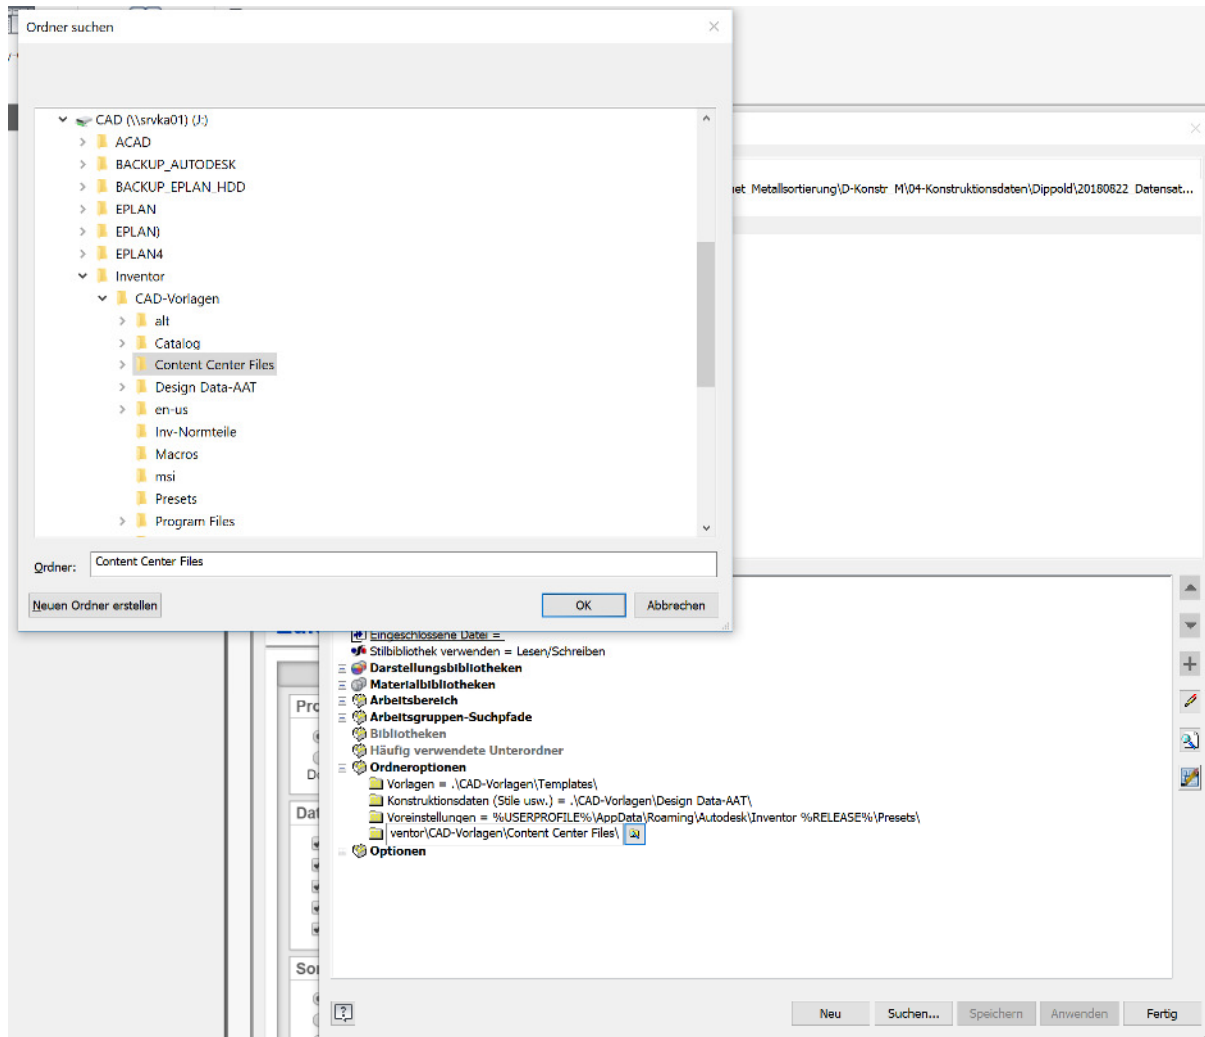 Ordner suchen
CAD (\\srvka01) (J:)
ACAD
BACKUP_AUTODESK
BACKUP_EPLAN_HDD
EPLAN
EPLAN)
EPLAN4
Inventor
CAD-Vorlagen
alt
Catalog
Content Center Files
Design Data-AAT
en-us
Inv-Normteile
Macros
msi
Presets
Program Files
Ordner: Content Center Files
Neuen Ordner erstellen OK Abbrechen
Metallsortierung\D-Konstr M\04-Konstruktionsdaten\Dippold\20180822 Datensat...
Eingeschlossene Datei =
Stilbibliothek verwenden = Lesen/Schreiben
Darstellungsbibliotheken
Materialbibliotheken
Arbeitsbereich
Arbeitsgruppen-Suchpfade
Bibliotheken
Häufig verwendete Unterordner
Ordneroptionen
Vorlagen = .\CAD-Vorlagen\Templates\
Konstruktionsdaten (Stile usw.) = .\CAD-Vorlagen\Design Data-AAT\
Voreinstellungen = %USERPROFILE%\AppData\Roaming\Autodesk\Inventor %RELEASE%\Presets\
ventor\CAD-Vorlagen\Content Center Files\
Optionen
Pro
Do
Dat
Son
Neu Suchen... Speichern Anwenden Fertig